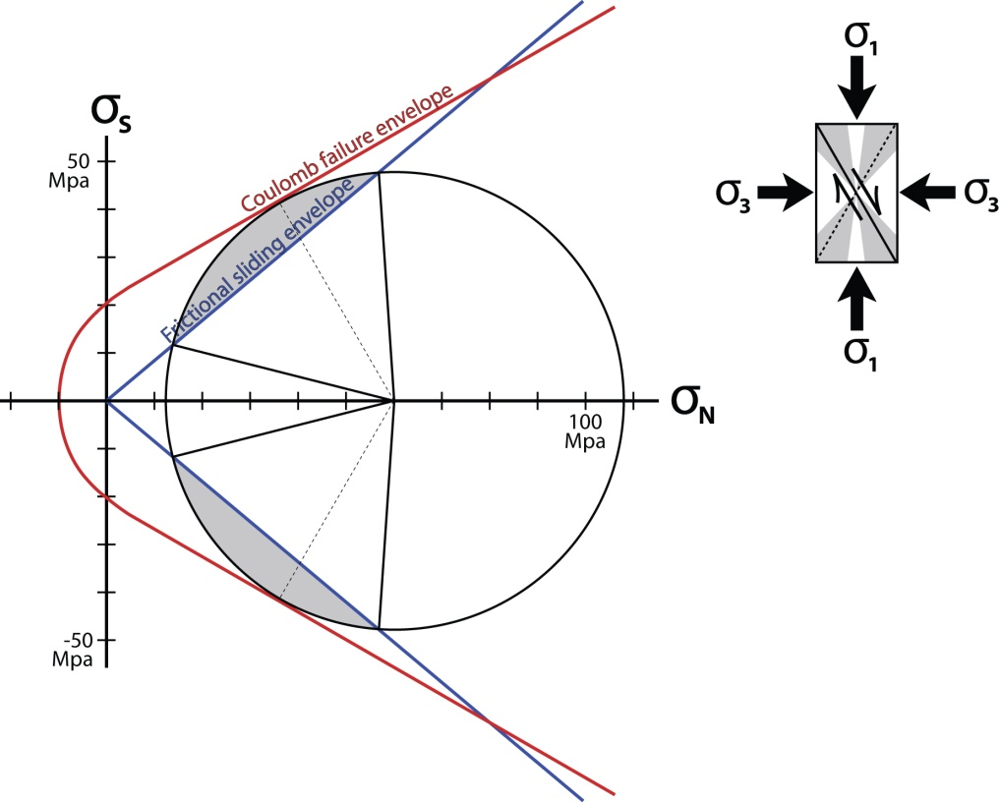 σS
50
Mpa
Coulomb failure envelope
Frictional sliding envelope
σN
100
Mpa
-50
Mpa
σ1
σ3
σ3
σ1